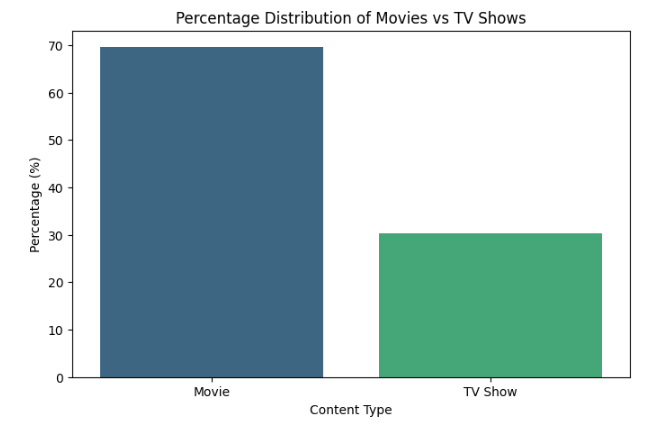 Percentage Distribution of Movies vs TV Shows
70
60
50
40
30
20
10
0
Percentage (%)
Movie
TV Show
Content Type